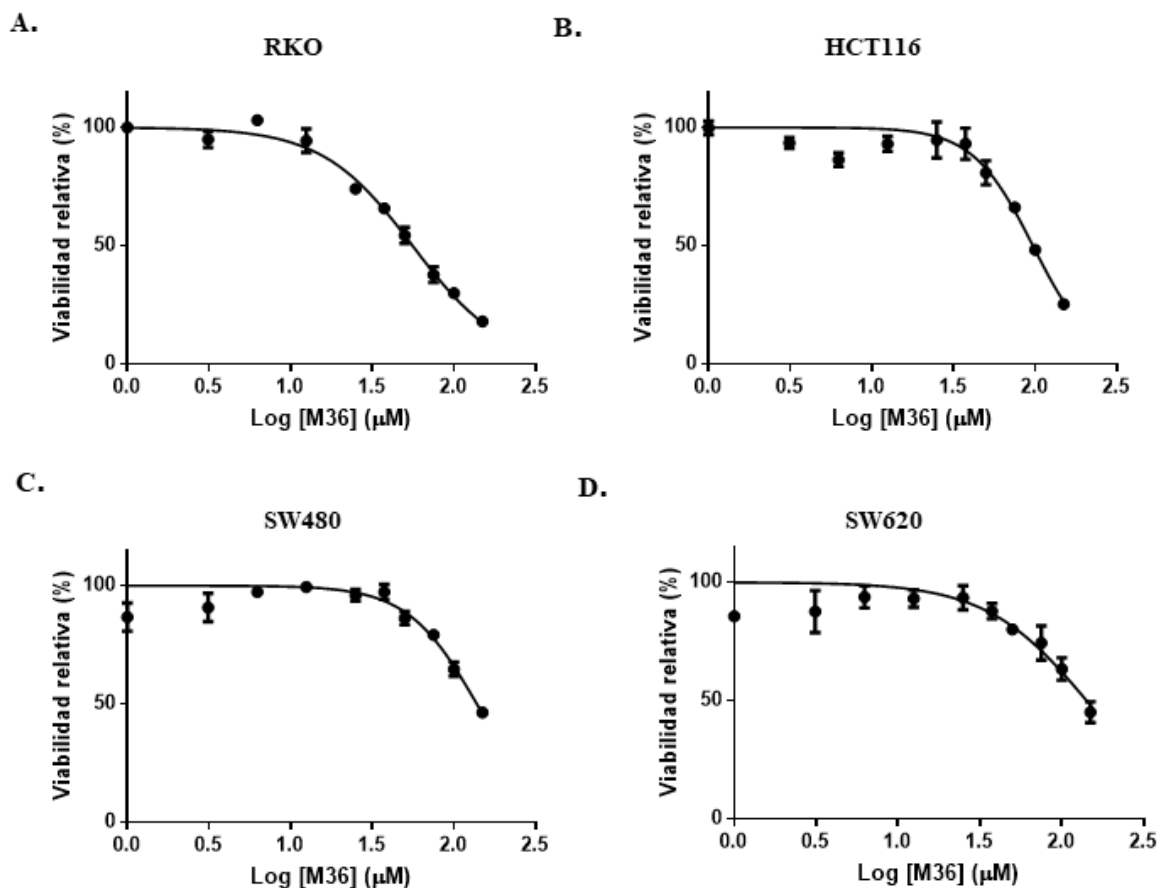 A.
RKO
Viabilidad relativa (%)
100
50
0
0.0 0.5 1.0 1.5 2.0 2.5
Log [M36] (μM)
B.
HCT116
Vaibilidad relativa (%)
100
50
0
0.0 0.5 1.0 1.5 2.0 2.5
Log [M36] (μM)
C.
SW480
Viabilidad relativa (%)
100
50
0
0.0 0.5 1.0 1.5 2.0 2.5
Log [M36] (μM)
D.
SW620
Viabilidad relativa (%)
100
50
0
0.0 0.5 1.0 1.5 2.0 2.5
Log [M36] (μM)